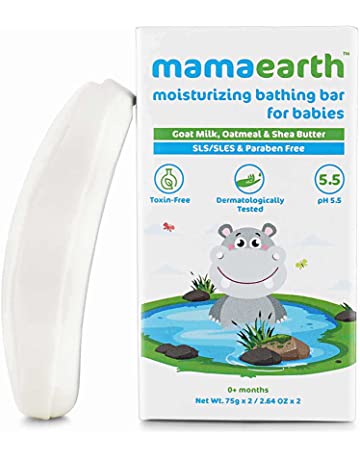 mamaearth™
moisturizing bathing bar
for babies
Goat Milk, Oatmeal & Shea Butter
SLS/SLES & Paraben Free
Toxin-Free
Dermatologically
Tested
5.5
pH 5.5
0+ months
Net Wt. 75g x 2 / 2.64 OZ x 2